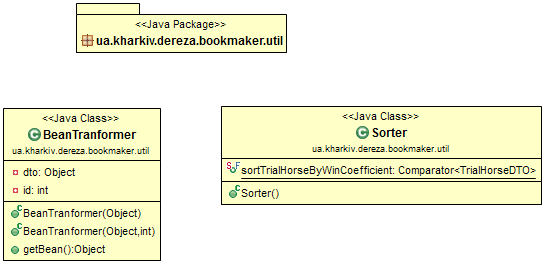 <<Java Package>>
ua.kharkiv.dereza.bookmaker.util
<<Java Class>>
BeanTranformer
ua.kharkiv.dereza.bookmaker.util
dto: Object
id: int
BeanTranformer(Object)
BeanTranformer(Object,int)
getBean():Object
<<Java Class>>
Sorter
ua.kharkiv.dereza.bookmaker.util
sortTrialHorseByWinCoefficient: Comparator<TrialHorseDTO>
Sorter()